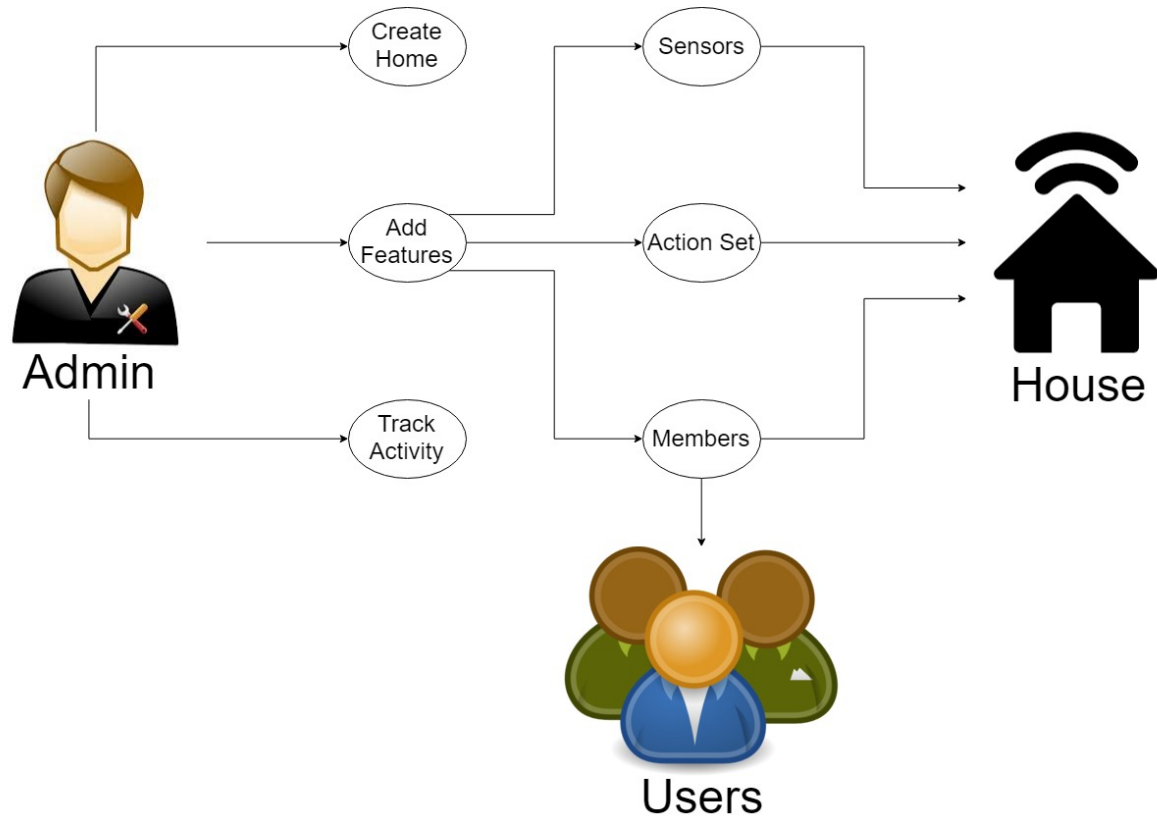 Create
Home
Sensors
Add
Features
Action Set
Admin
House
Track
Activity
Members
Users